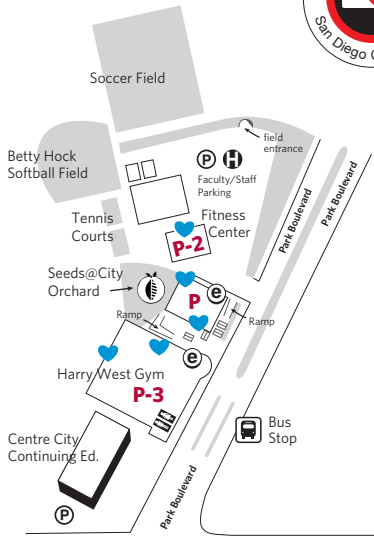 San Diego
Soccer Field
field
entrance
P H
Faculty/Staff
Parking
Betty Hock
Softball Field
Park Boulevard
Park Boulevard
Tennis
Courts
Fitness
Center
P-2
Seeds@City
Orchard
e
P
Ramp
Ramp
e
Harry West Gym
P-3
Centre City
Continuing Ed.
Bus
Stop
Park Boulevard
P